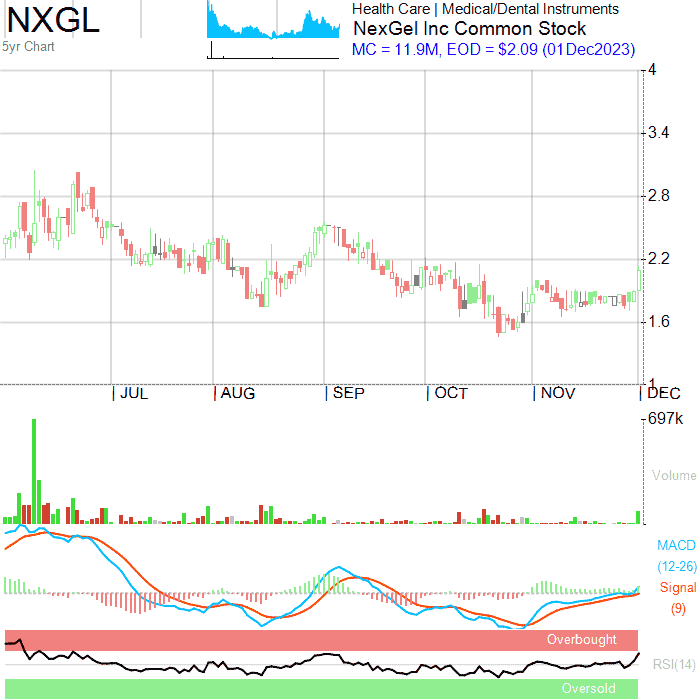 NXGL
5yr Chart
Health Care | Medical/Dental Instruments
NexGel Inc Common Stock
MC = 11.9M, EOD = $2.09 (01Dec2023)
4
3.4
2.8
2.2
1.6
1
JUL AUG SEP OCT NOV DEC
697k
Volume
MACD
(12-26)
Signal
(9)
Overbought
RSI(14)
Oversold